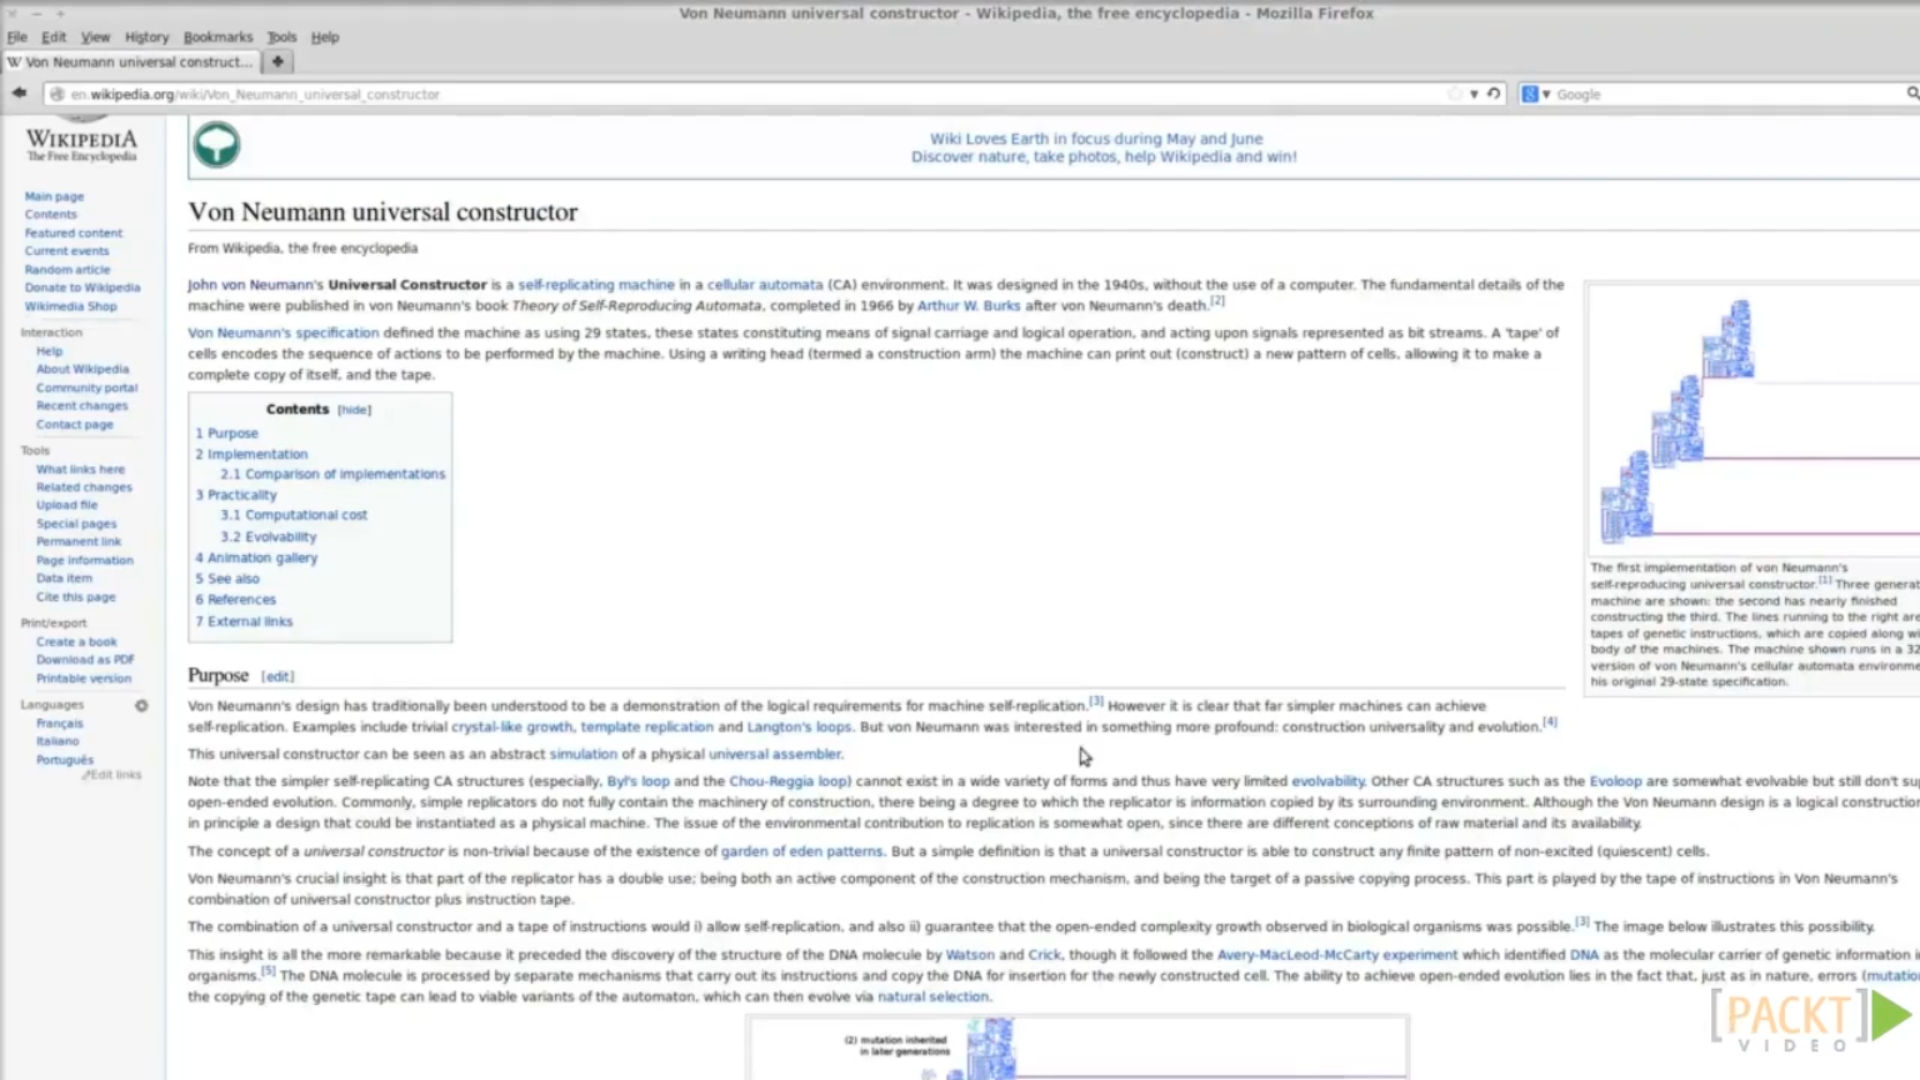 Von Neumann universal constructor - Wikipedia, the free encyclopedia - Mozilla Firefox
File Edit View History Bookmarks Tools Help
W Von Neumann universal construct...
en.wikipedia.org/wiki/Von_Neumann_universal_constructor
Google
WIKIPEDIA
The Free Encyclopedia
Main page
Contents
Featured content
Current events
Random article
Donate to Wikipedia
Wikimedia Shop
Interaction
Help
About Wikipedia
Community portal
Recent changes
Contact page
Tools
What links here
Related changes
Upload file
Special pages
Permanent link
Page information
Data item
Cite this page
Print/export
Create a book
Download as PDF
Printable version
Languages
Français
Italiano
Português
Edit links
Wiki Loves Earth in focus during May and June
Discover nature, take photos, help Wikipedia and win!
Von Neumann universal constructor
From Wikipedia, the free encyclopedia
John von Neumann's Universal Constructor is a self-replicating machine in a cellular automata (CA) environment. It was designed in the 1940s, without the use of a computer. The fundamental details of the
machine were published in von Neumann's book Theory of Self-Reproducing Automata, completed in 1966 by Arthur W. Burks after von Neumann's death.[2]
Von Neumann's specification defined the machine as using 29 states, these states constituting means of signal carriage and logical operation, and acting upon signals represented as bit streams. A 'tape' of
cells encodes the sequence of actions to be performed by the machine. Using a writing head (termed a construction arm) the machine can print out (construct) a new pattern of cells, allowing it to make a
complete copy of itself, and the tape.
Contents [hide]
1 Purpose
2 Implementation
2.1 Comparison of implementations
3 Practicality
3.1 Computational cost
3.2 Evolvability
4 Animation gallery
5 See also
6 References
7 External links
The first implementation of von Neumann's
self-reproducing universal constructor.[1] Three generat
machine are shown: the second has nearly finished
constructing the third. The lines running to the right are
tapes of genetic instructions, which are copied along wi
body of the machines. The machine shown runs in a 32
version of von Neumann's cellular automata environme
his original 29-state specification.
Purpose [edit]
Von Neumann's design has traditionally been understood to be a demonstration of the logical requirements for machine self-replication.[3] However it is clear that far simpler machines can achieve
self-replication. Examples include trivial crystal-like growth, template replication and Langton's loops. But von Neumann was interested in something more profound: construction universality and evolution.[4]
This universal constructor can be seen as an abstract simulation of a physical universal assembler.
Note that the simpler self-replicating CA structures (especially, Byl's loop and the Chou-Reggia loop) cannot exist in a wide variety of forms and thus have very limited evolvability. Other CA structures such as the Evoloop are somewhat evolvable but still don't su
open-ended evolution. Commonly, simple replicators do not fully contain the machinery of construction, there being a degree to which the replicator is information copied by its surrounding environment. Although the Von Neumann design is a logical construction
in principle a design that could be instantiated as a physical machine. The issue of the environmental contribution to replication is somewhat open, since there are different conceptions of raw material and its availability.
The concept of a universal constructor is non-trivial because of the existence of garden of eden patterns. But a simple definition is that a universal constructor is able to construct any finite pattern of non-excited (quiescent) cells.
Von Neumann's crucial insight is that part of the replicator has a double use; being both an active component of the construction mechanism, and being the target of a passive copying process. This part is played by the tape of instructions in Von Neumann's
combination of universal constructor plus instruction tape.
The combination of a universal constructor and a tape of instructions would i) allow self-replication, and also ii) guarantee that the open-ended complexity growth observed in biological organisms was possible.[3] The image below illustrates this possibility.
This insight is all the more remarkable because it preceded the discovery of the structure of the DNA molecule by Watson and Crick, though it followed the Avery-MacLeod-McCarty experiment which identified DNA as the molecular carrier of genetic information i
organisms.[5] The DNA molecule is processed by separate mechanisms that carry out its instructions and copy the DNA for insertion for the newly constructed cell. The ability to achieve open-ended evolution lies in the fact that, just as in nature, errors (mutatio
the copying of the genetic tape can lead to viable variants of the automaton, which can then evolve via natural selection.
(2) mutation inherited
in later generations
[PACKT]
VIDEO